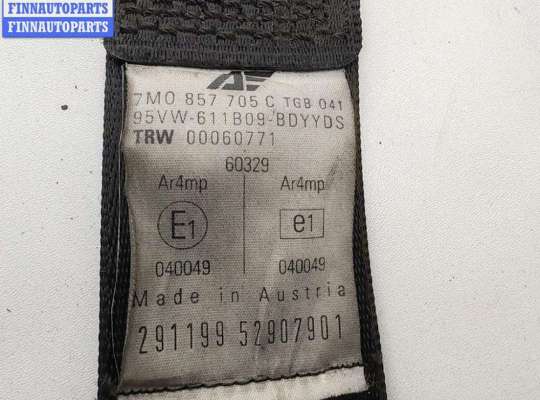 FINNAUTOPARTS
FINNAUTOPARTS
7M0 857 705 C TGB 041
95VW-611B09-BDYYDS
TRW 00060771
60329
Ar4mp Ar4mp
E1 e1
040049 040049
Made in Austria
291199 52907901